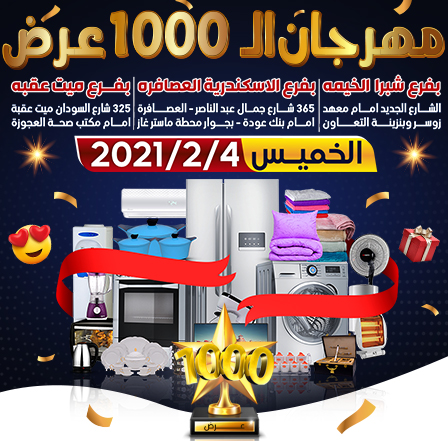 مهرجان الـ 1000 عرض
بفرع شبرا الخيمه
الشارع الجديد امام معهد
زوسر وبنزينة التعاون
بفرع الاسكندرية العصافره
365 شارع جمال عبد الناصر - العصافرة
امام بنك عودة - بجوار محطة ماستر غاز
بفرع ميت عقبه
325 شارع السودان ميت عقبة
امام مكتب صحة العجوزة
الخميس 2021/2/4
1000
عرض